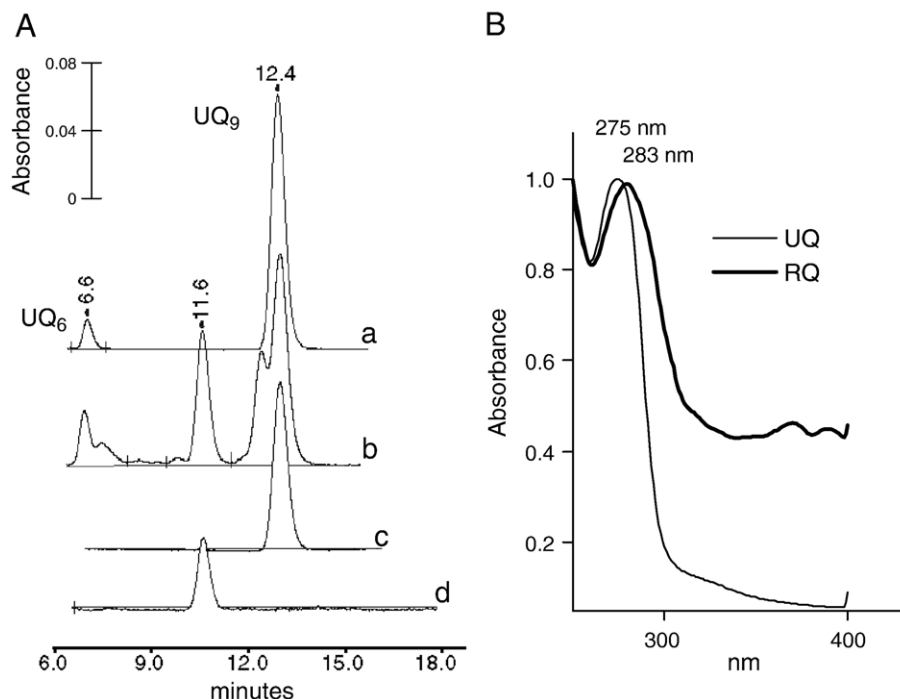 A
Absorbance
0.08
0.04
0
UQ9
12.4
6.6
UQ6
11.6
a
b
c
d
6.0 9.0 12.0 15.0 18.0
minutes
B
275 nm
283 nm
Absorbance
1.0
0.8
0.6
0.4
0.2
UQ
RQ
300 400
nm